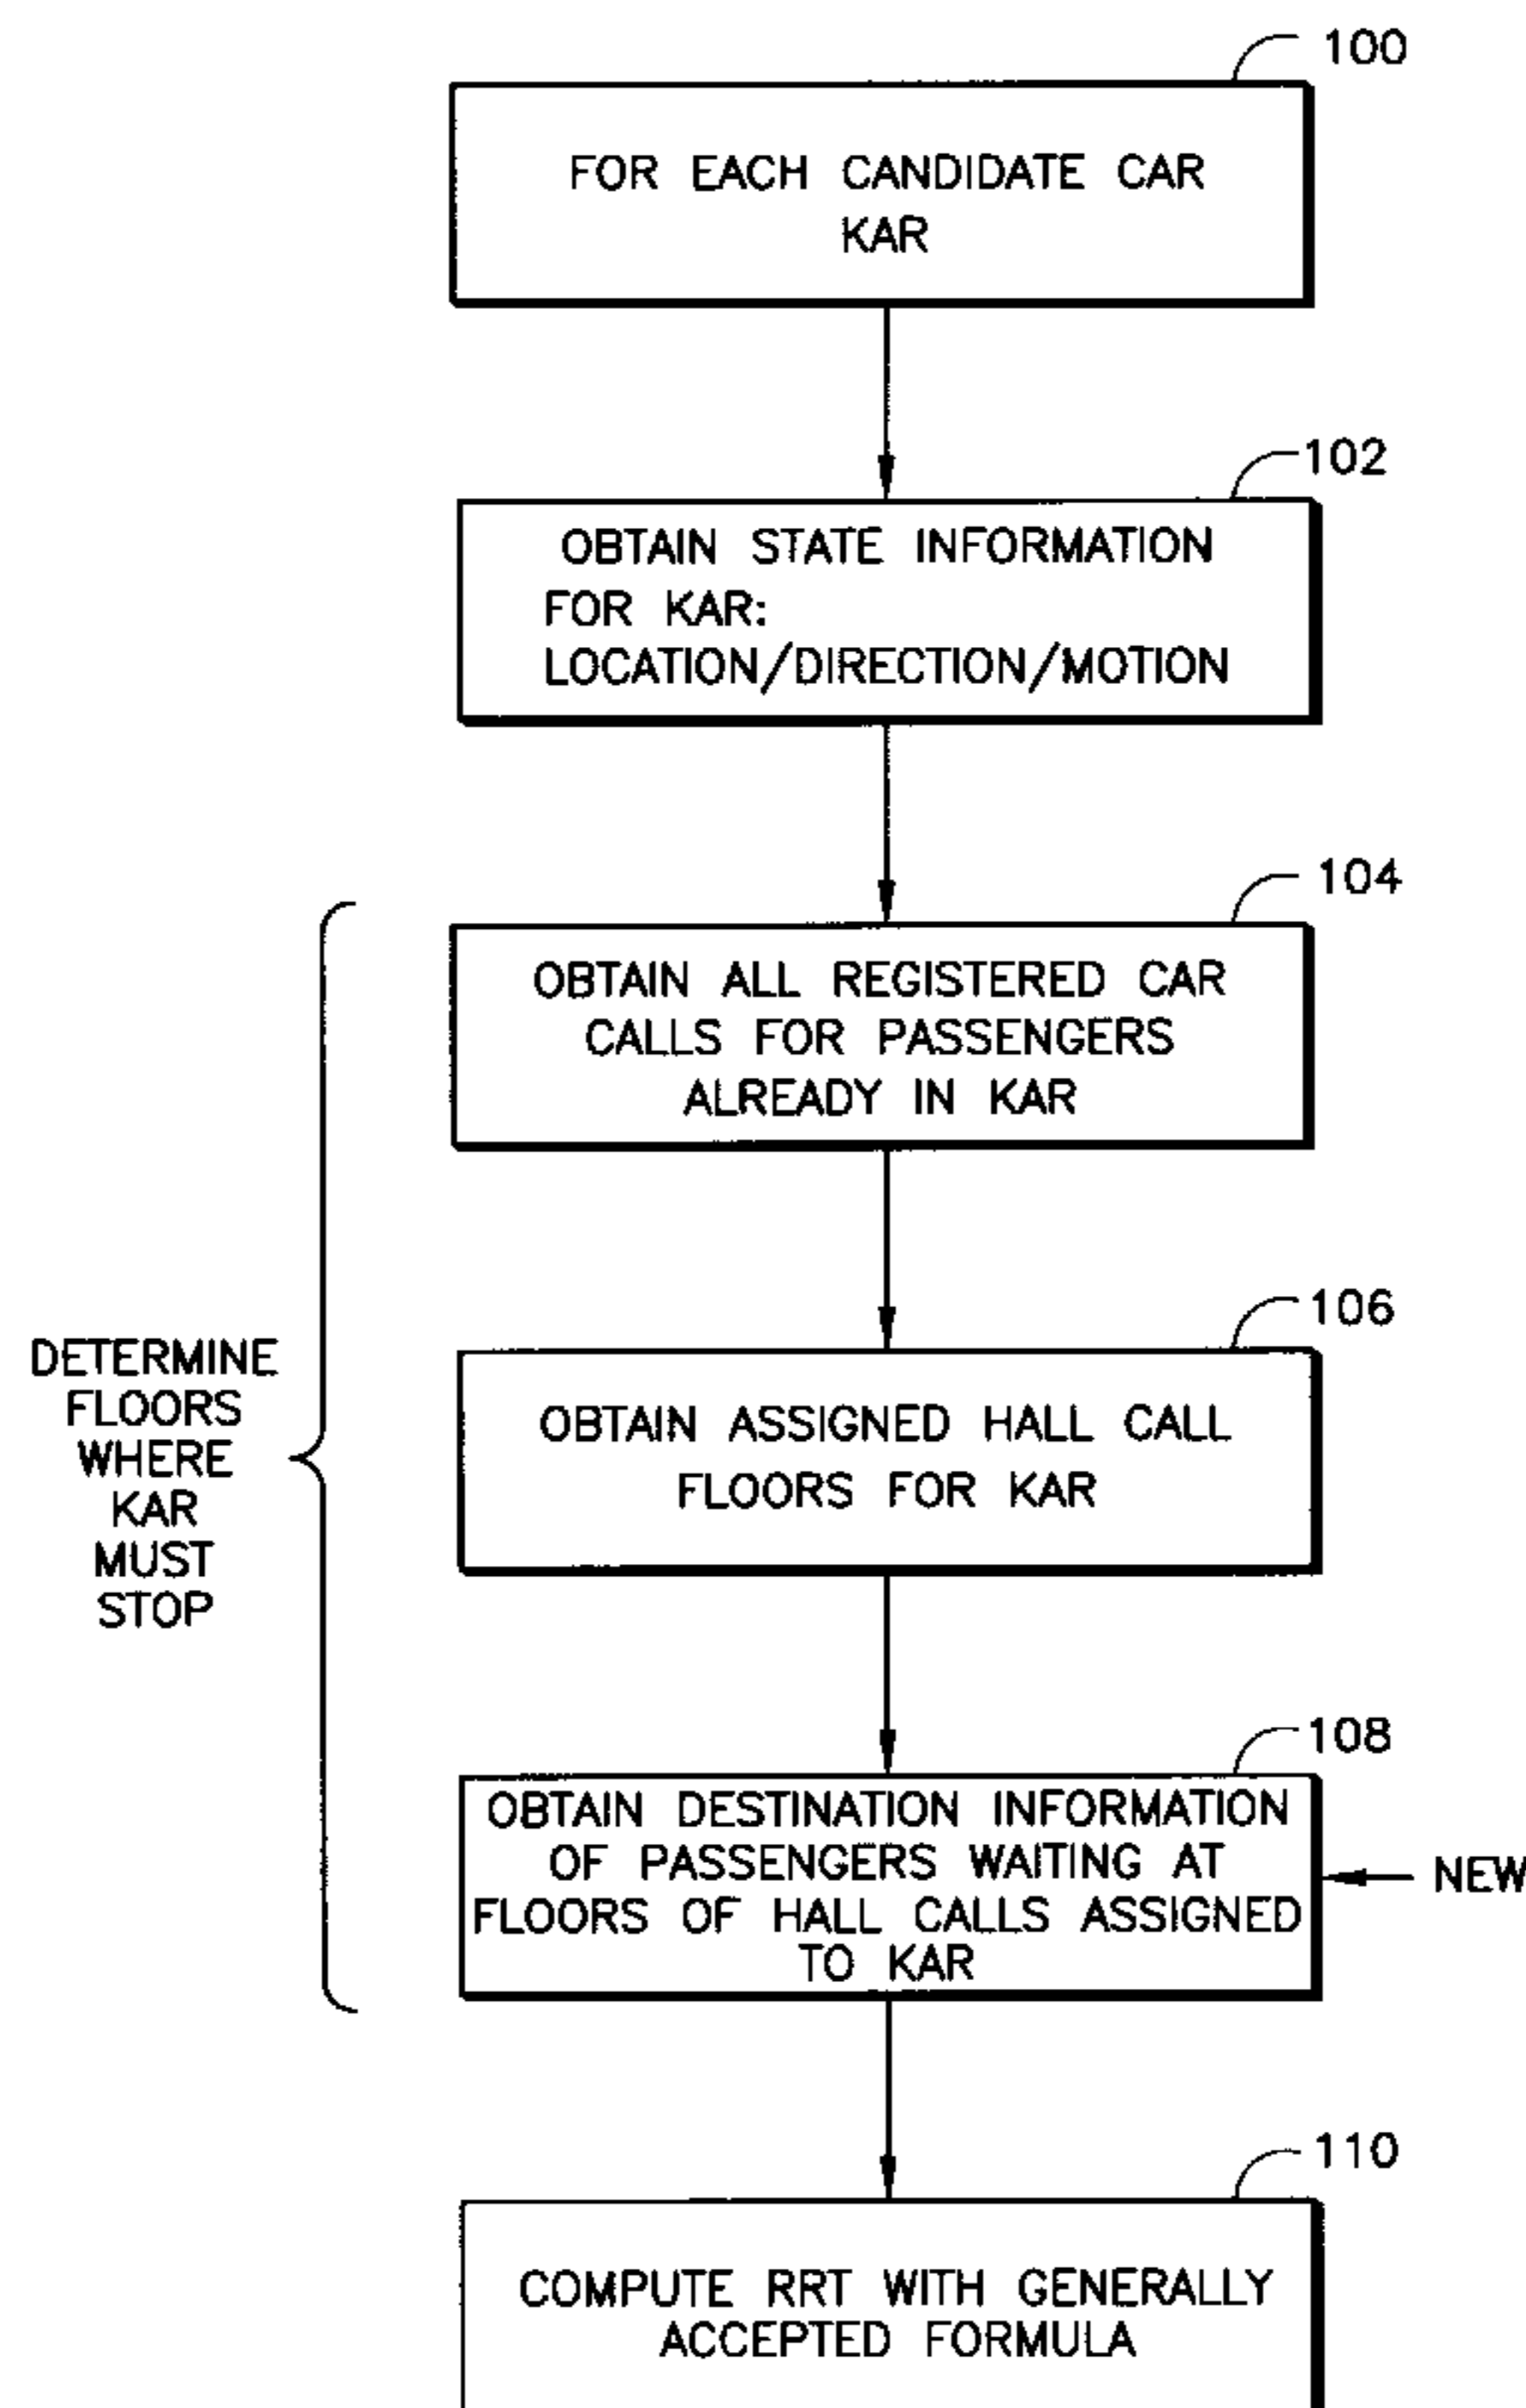 100
FOR EACH CANDIDATE CAR
KAR
102
OBTAIN STATE INFORMATION
FOR KAR:
LOCATION/DIRECTION/MOTION
104
OBTAIN ALL REGISTERED CAR
CALLS FOR PASSENGERS
ALREADY IN KAR
106
OBTAIN ASSIGNED HALL CALL
FLOORS FOR KAR
DETERMINE
FLOORS
WHERE
KAR
MUST
STOP
108
OBTAIN DESTINATION INFORMATION
OF PASSENGERS WAITING AT
FLOORS OF HALL CALLS ASSIGNED
TO KAR
NEW
110
COMPUTE RRT WITH GENERALLY
ACCEPTED FORMULA